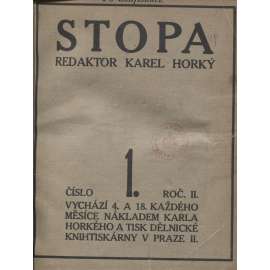 STOPA
REDAKTOR KAREL HORKÝ
1.
ČÍSLO ROČ. II.
VYCHÁZÍ 4. A 18. KAŽDÉHO
MĚSÍCE NÁKLADEM KARLA
HORKÉHO A TISK DĚLNICKÉ
KNIHTISKÁRNY V PRAZE II.